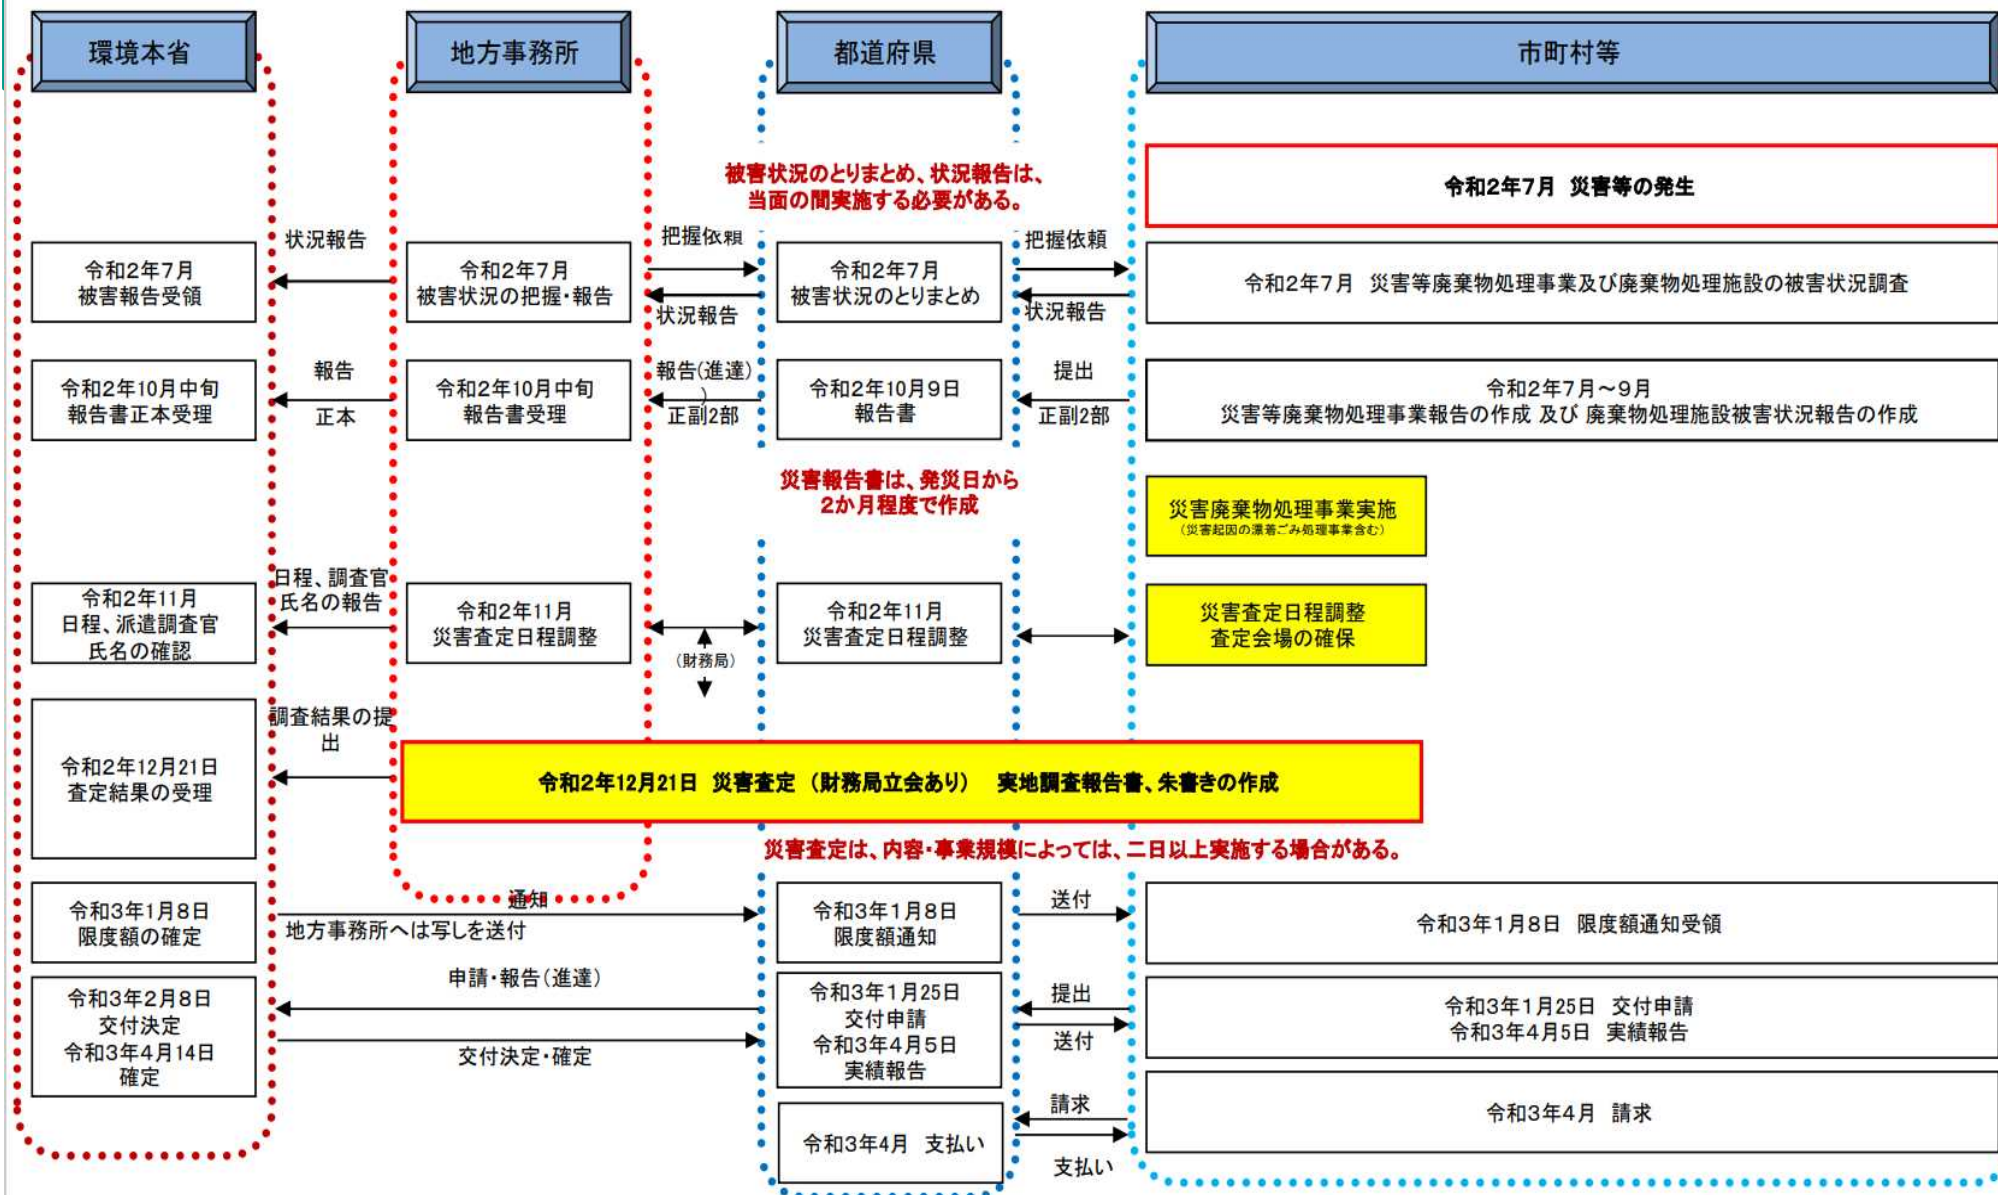 環境本省
地方事務所
都道府県
市町村等
被害状況のとりまとめ、状況報告は、
当面の間実施する必要がある。
令和2年7月 災害等の発生
令和2年7月
被害報告受領
状況報告
令和2年7月
被害状況の把握・報告
把握依頼
状況報告
令和2年7月
被害状況のとりまとめ
把握依頼
状況報告
令和2年7月 災害等廃棄物処理事業及び廃棄物処理施設の被害状況調査
令和2年10月中旬
報告書正本受理
報告
正本
令和2年10月中旬
報告書受理
報告(進達)
)
正副2部
令和2年10月9日
報告書
提出
正副2部
令和2年7月～9月
災害等廃棄物処理事業報告の作成 及び 廃棄物処理施設被害状況報告の作成
災害報告書は、発災日から
2か月程度で作成
災害廃棄物処理事業実施
(災害起因の漂着ごみ処理事業含む)
令和2年11月
日程、派遣調査官
氏名の確認
日程、調査官
氏名の報告
令和2年11月
災害査定日程調整
(財務局)
令和2年11月
災害査定日程調整
災害査定日程調整
査定会場の確保
令和2年12月21日
査定結果の受理
調査結果の提
出
令和2年12月21日 災害査定 (財務局立会あり) 実地調査報告書、朱書きの作成
災害査定は、内容・事業規模によっては、二日以上実施する場合がある。
令和3年1月8日
限度額の確定
通知
地方事務所へは写しを送付
令和3年1月8日
限度額通知
送付
令和3年1月8日 限度額通知受領
令和3年2月8日
交付決定
令和3年4月14日
確定
申請・報告(進達)
交付決定・確定
令和3年1月25日
交付申請
令和3年4月5日
実績報告
提出
送付
令和3年1月25日 交付申請
令和3年4月5日 実績報告
令和3年4月 支払い
請求
支払い
令和3年4月 請求